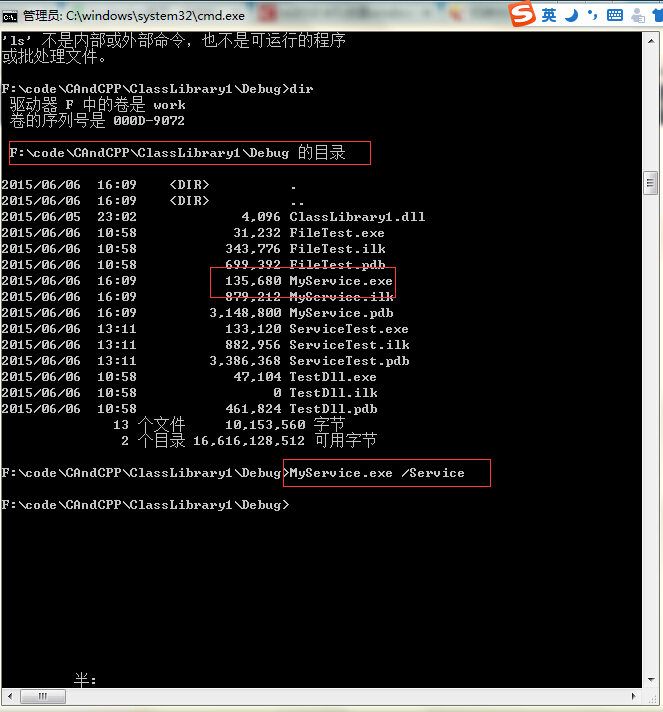 管理员: C:\windows\system32\cmd.exe
英
'ls' 不是内部或外部命令，也不是可运行的程序
或批处理文件。
F:\code\CAndCPP\ClassLibrary1\Debug>dir
驱动器 F 中的卷是 work
卷的序列号是 000D-9072
F:\code\CAndCPP\ClassLibrary1\Debug 的目录
2015/06/06  16:09    <DIR>          .
2015/06/06  16:09    <DIR>          ..
2015/06/05  23:02             4,096 ClassLibrary1.dll
2015/06/06  10:58            31,232 FileTest.exe
2015/06/06  10:58           343,776 FileTest.ilk
2015/06/06  10:58           699,392 FileTest.pdb
2015/06/06  16:09           135,680 MyService.exe
2015/06/06  16:09           879,212 MyService.ilk
2015/06/06  16:09         3,148,800 MyService.pdb
2015/06/06  13:11           133,120 ServiceTest.exe
2015/06/06  13:11           882,956 ServiceTest.ilk
2015/06/06  13:11         3,386,368 ServiceTest.pdb
2015/06/06  10:58            47,104 TestDll.exe
2015/06/06  10:58                 0 TestDll.ilk
2015/06/06  10:58           461,824 TestDll.pdb
13 个文件     10,153,560 字节
2 个目录 16,616,128,512 可用字节
F:\code\CAndCPP\ClassLibrary1\Debug>MyService.exe /Service
F:\code\CAndCPP\ClassLibrary1\Debug>
半: